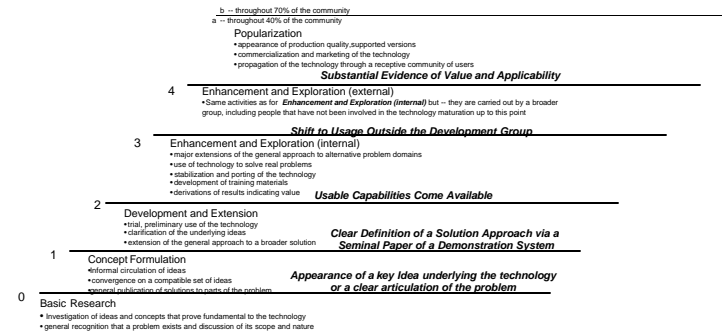 b -- throughout 70% of the community
a -- throughout 40% of the community
Popularization
•appearance of production quality,supported versions
•commercialization and marketing of the technology
•propagation of the technology through a receptive community of users
Substantial Evidence of Value and Applicability
4
Enhancement and Exploration (external)
•Same activities as for Enhancement and Exploration (internal) but -- they are carried out by a broader
group, including people that have not been involved in the technology maturation up to this point
Shift to Usage Outside the Development Group
3
Enhancement and Exploration (internal)
•major extensions of the general approach to alternative problem domains
•use of technology to solve real problems
•stabilization and porting of the technology
•development of training materials
•derivations of results indicating value
Usable Capabilities Come Available
2
Development and Extension
•trial, preliminary use of the technology
•clarification of the underlying ideas
•extension of the general approach to a broader solution
Clear Definition of a Solution Approach via a
Seminal Paper of a Demonstration System
1
Concept Formulation
•Informal circulation of ideas
•convergence on a compatible set of ideas
•general publication of solutions to parts of the problem
Appearance of a key Idea underlying the technology
or a clear articulation of the problem
0
Basic Research
• Investigation of ideas and concepts that prove fundamental to the technology
• general recognition that a problem exists and discussion of its scope and nature